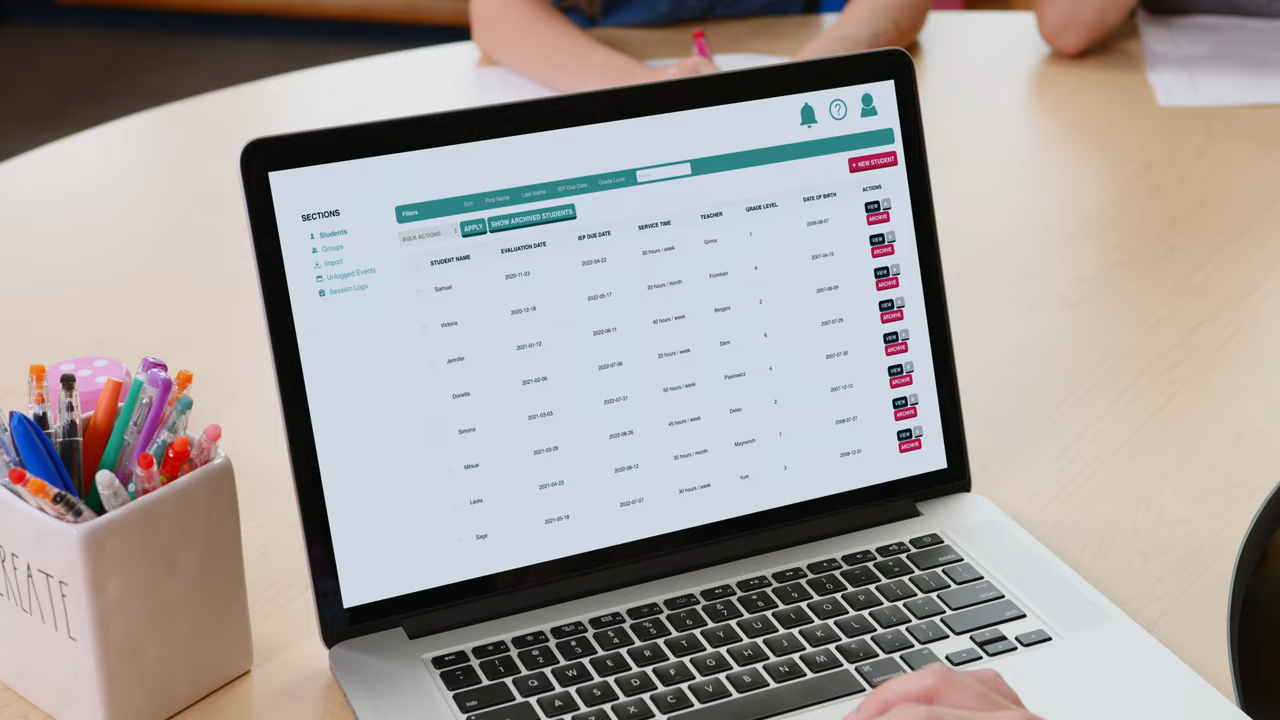 SECTIONS
Students
Groups
Import
Unlogged Events
Session Logs
Filters Sort First Name Last Name IEP Due Date Grade Level
+ NEW STUDENT
BULK ACTIONS APPLY SHOW ARCHIVED STUDENTS
STUDENT NAME EVALUATION DATE IEP DUE DATE SERVICE TIME TEACHER GRADE LEVEL DATE OF BIRTH ACTIONS
Samuel 2020-11-23 2022-04-22 30 hours / week Grima 1 2006-06-07 VIEW ARCHIVE
Victoria 2020-12-18 2022-05-17 20 hours / month Fromhart 4 2007-04-19 VIEW ARCHIVE
Jennifer 2021-01-12 2022-06-11 40 hours / week Bergers 2 2007-06-09 VIEW ARCHIVE
Donette 2021-02-06 2022-07-06 20 hours / week Stem 6 2007-07-29 VIEW ARCHIVE
Simona 2021-03-03 2022-07-31 50 hours / week Pawlowicz 4 2007-07-30 VIEW ARCHIVE
Mitsue 2021-03-29 2022-08-26 45 hours / week 2 2007-12-12 VIEW ARCHIVE
Leota 2021-04-23 2022-06-12 30 hours / month 7 2008-07-27 VIEW ARCHIVE
Sage 2021-05-18 2022-07-07 30 hours / week Yum 3 2008-12-31 VIEW ARCHIVE
CREATE
Q W E R T Y U I O P
tab
A S D F G H J K L
X C V B N M
command
delete